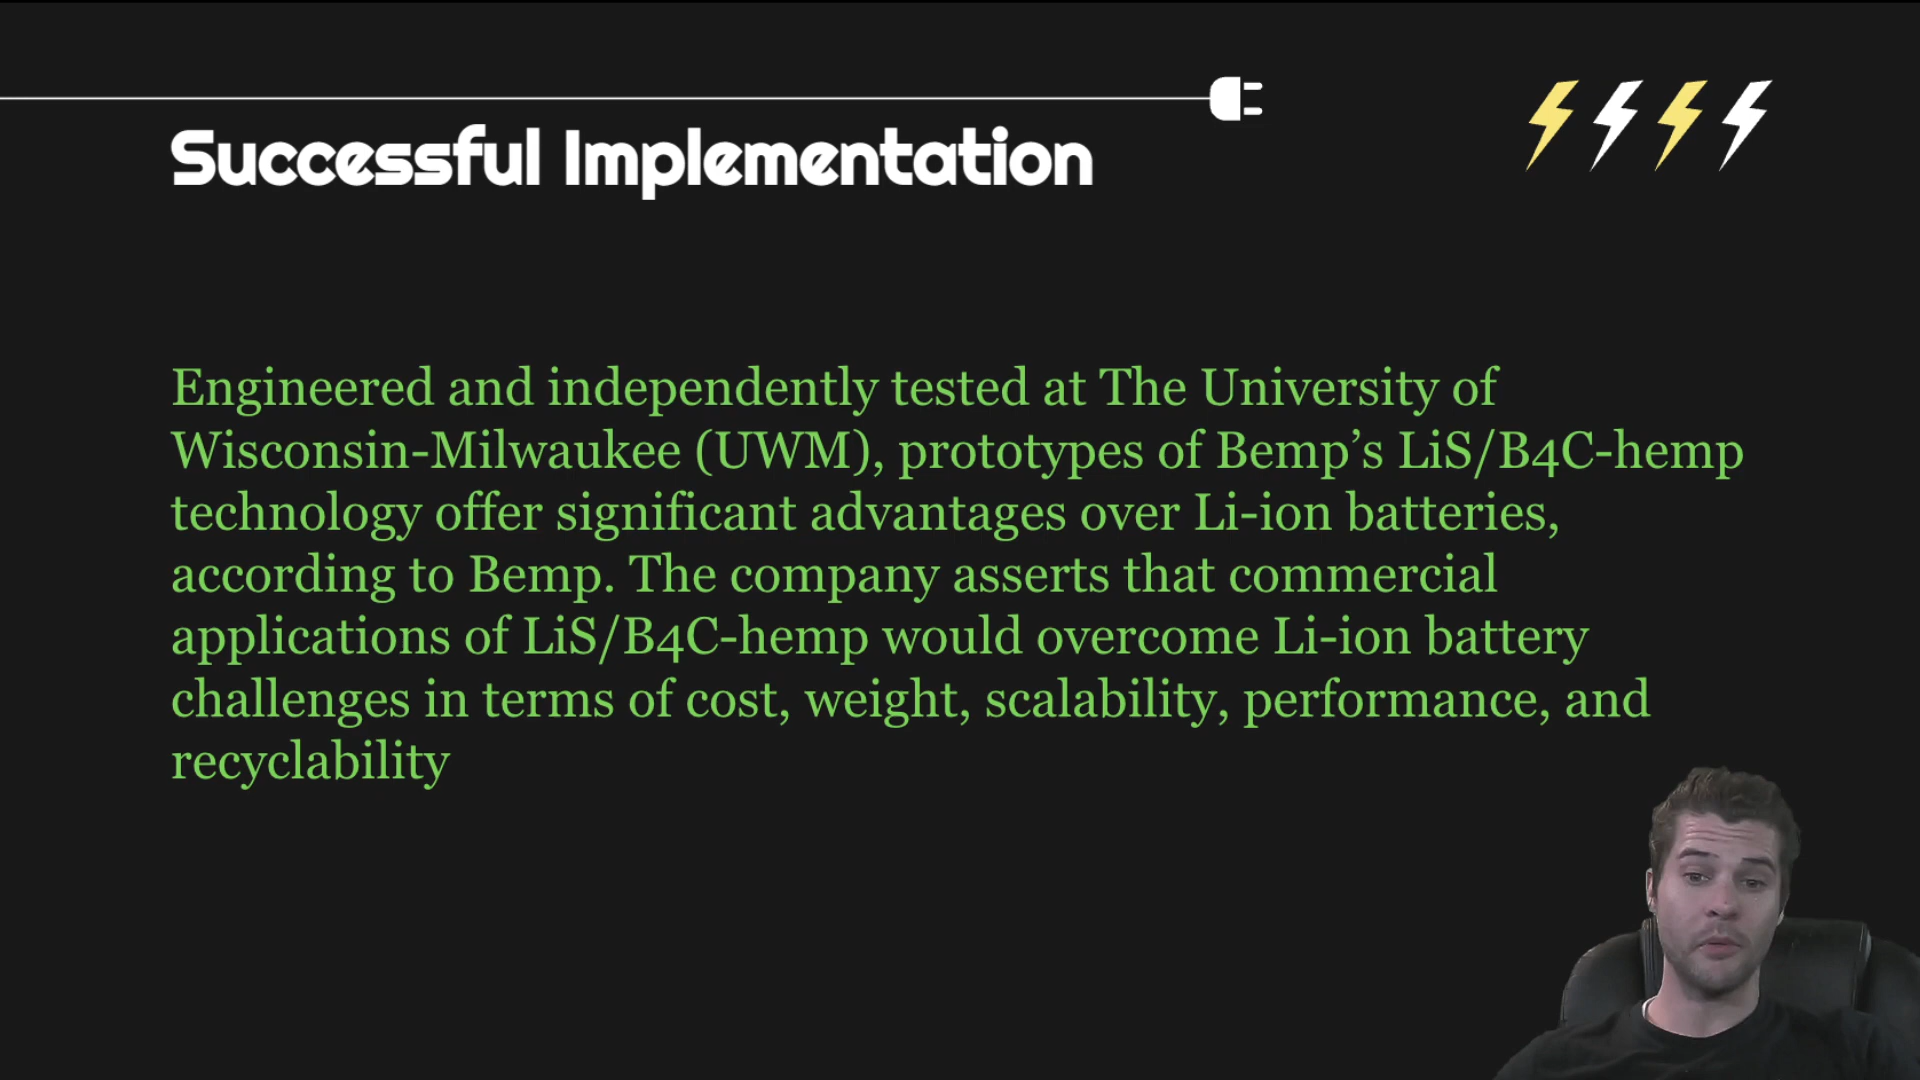 Successful Implementation
Engineered and independently tested at The University of
Wisconsin-Milwaukee (UWM), prototypes of Bemp’s LiS/B4C-hemp
technology offer significant advantages over Li-ion batteries,
according to Bemp. The company asserts that commercial
applications of LiS/B4C-hemp would overcome Li-ion battery
challenges in terms of cost, weight, scalability, performance, and
recyclability